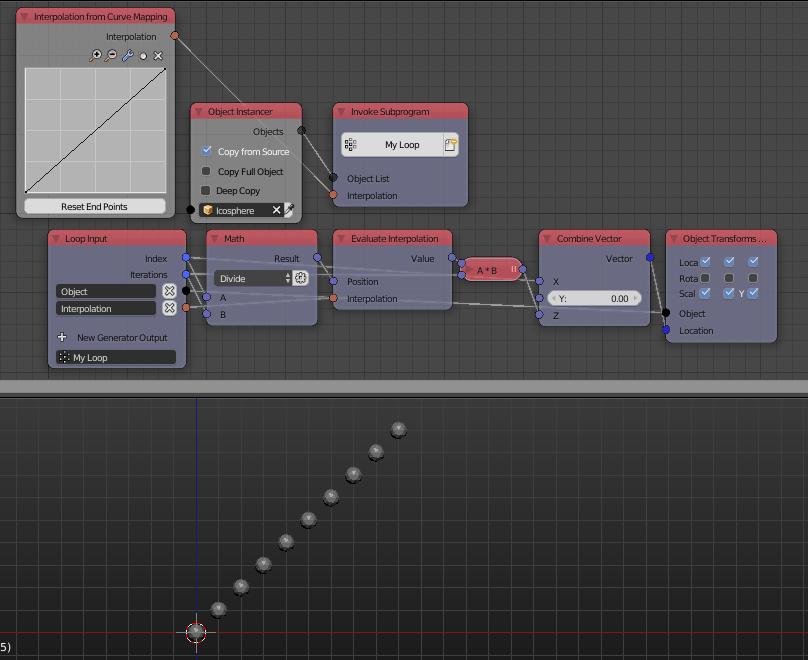 Interpolation from Curve Mapping
Interpolation
Reset End Points
Object Instancer
Objects
Copy from Source
Copy Full Object
Deep Copy
Icosphere
Invoke Subprogram
My Loop
Object List
Interpolation
Loop Input
Index
Iterations
Object
Interpolation
New Generator Output
My Loop
Math
Result
Divide
A
B
Evaluate Interpolation
Value
Position
Interpolation
A * B
Combine Vector
Vector
X
Y: 0.00
Z
Object Transforms ...
Loca
Rota
Scal Y
Object
Location
5)